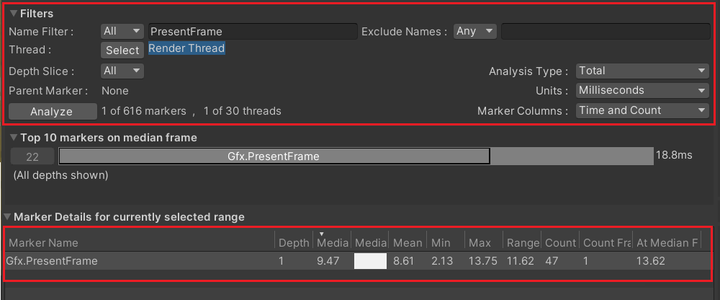 Filters
Name Filter : All PresentFrame Exclude Names : Any
Thread : Select Render Thread
Depth Slice : All Analysis Type : Total
Parent Marker : None Units : Milliseconds
Analyze 1 of 616 markers , 1 of 30 threads Marker Columns : Time and Count
Top 10 markers on median frame
22 Gfx.PresentFrame 18.8ms
(All depths shown)
Marker Details for currently selected range
Marker Name Depth Media Media Mean Min Max Range Count Count Fra At Median F
Gfx.PresentFrame 1 9.47 8.61 2.13 13.75 11.62 47 1 13.62